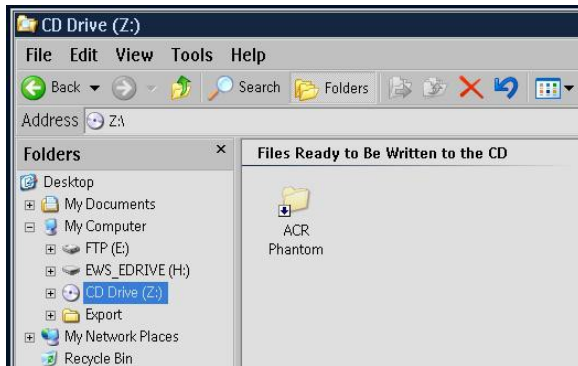 CD Drive (Z:)
File Edit View Tools Help
Back Search Folders
Address Z:\
Folders × Files Ready to Be Written to the CD
Desktop
My Documents
My Computer
FTP (E:)
EWS_EDRIVE (H:)
CD Drive (Z:)
Export
My Network Places
Recycle Bin
ACR
Phantom